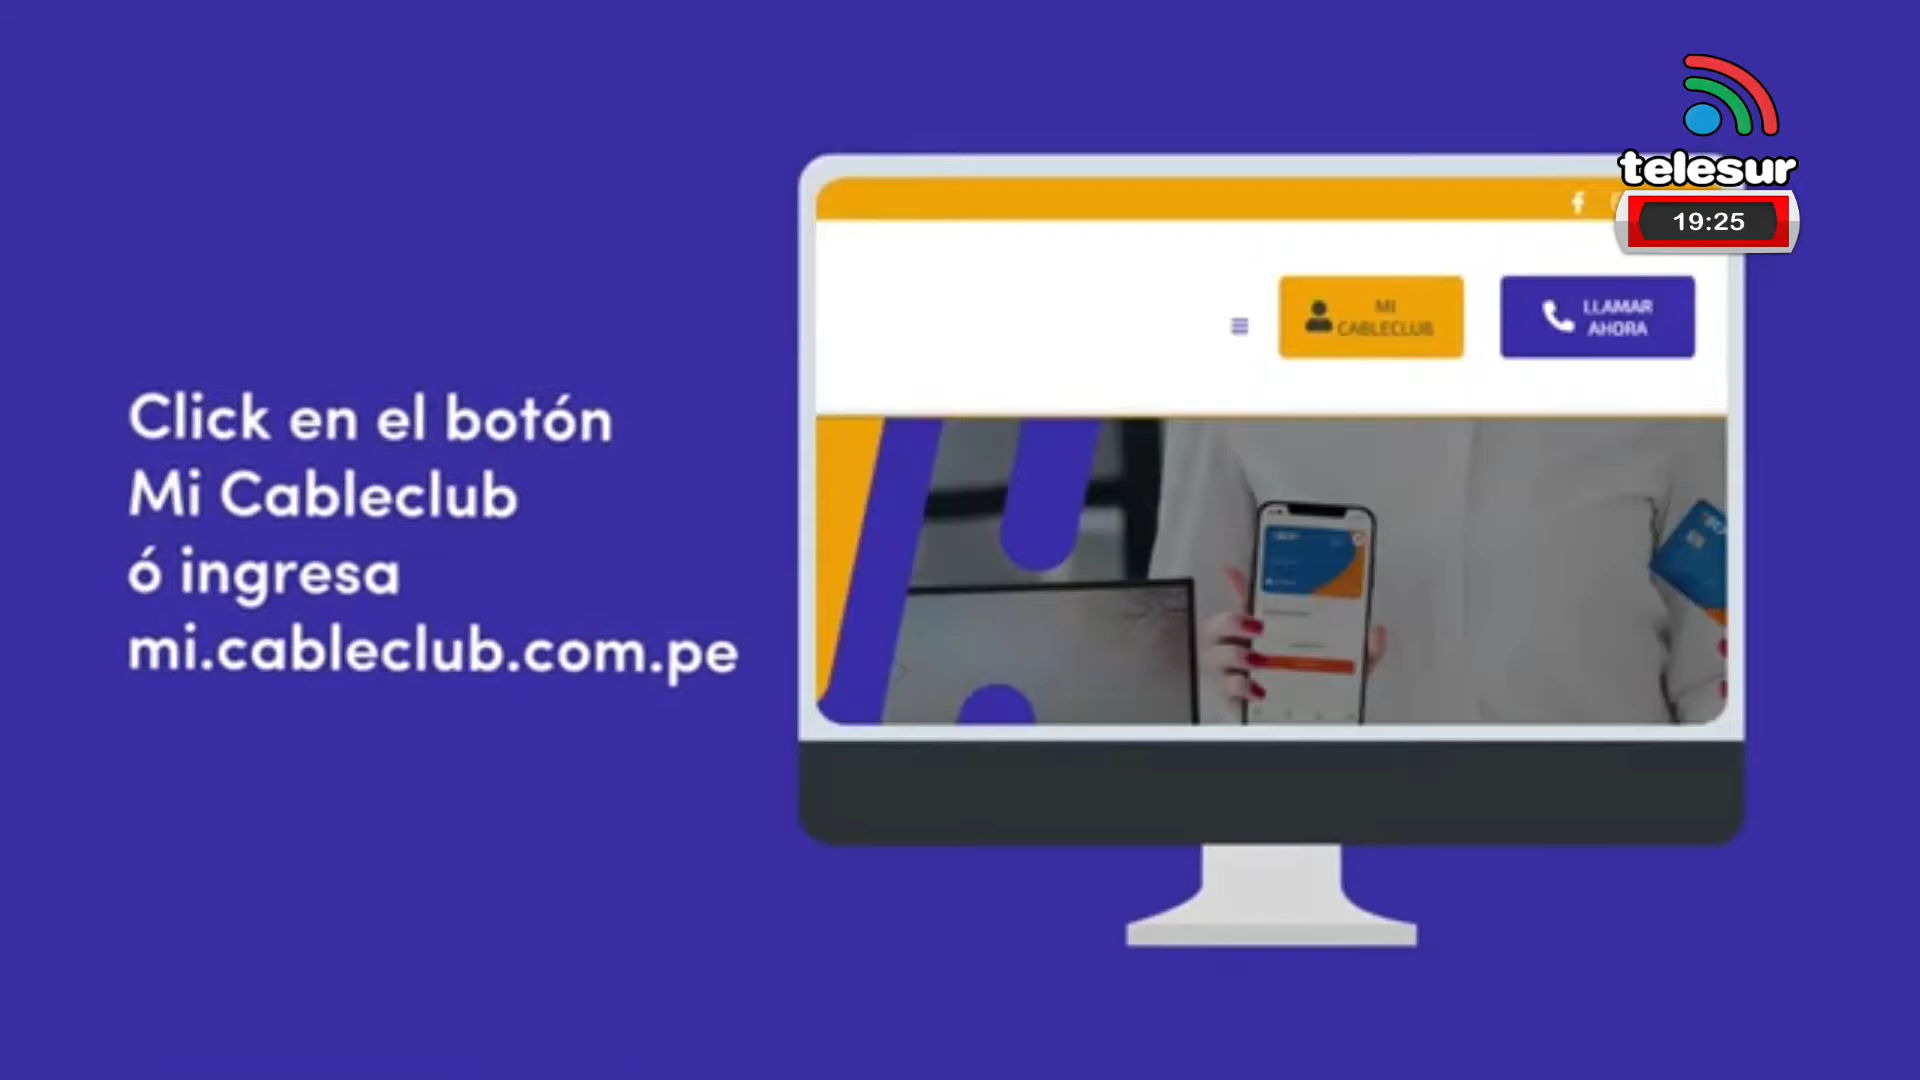 telesur
19:25
MI
CABLECLUB
LLAMAR
AHORA
Click en el botón
Mi Cableclub
ó ingresa
mi.cableclub.com.pe